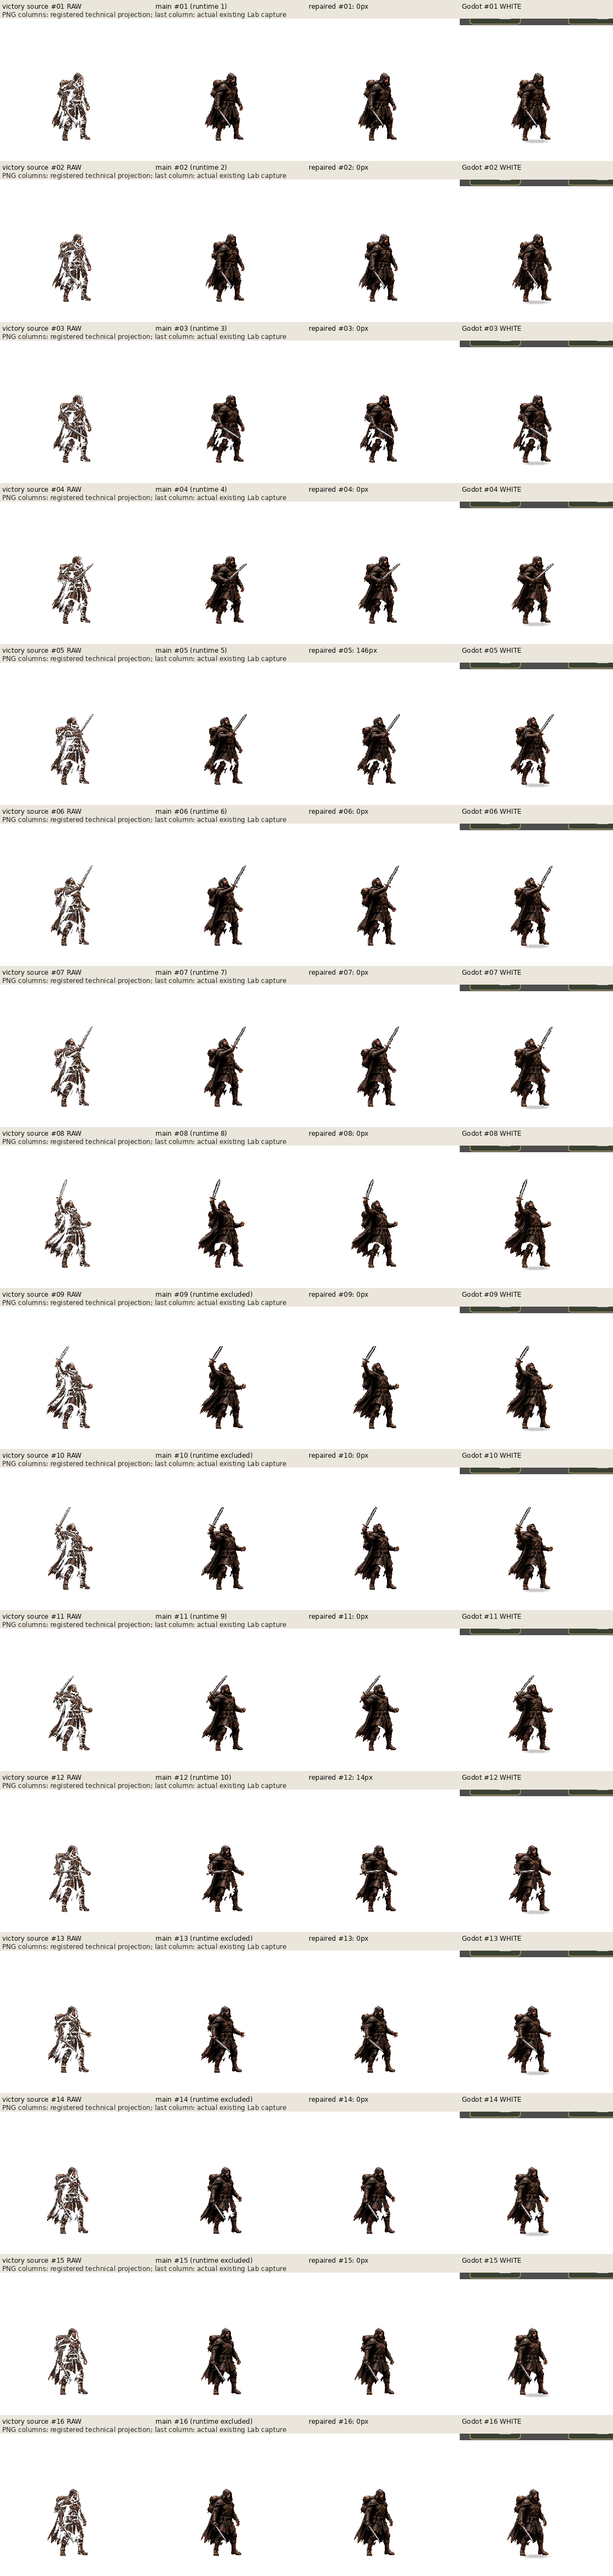 victory source #01 RAW main #01 (runtime 1) repaired #01: 0px Godot #01 WHITE
PNG columns: registered technical projection; last column: actual existing Lab capture
victory source #02 RAW main #02 (runtime 2) repaired #02: 0px Godot #02 WHITE
PNG columns: registered technical projection; last column: actual existing Lab capture
victory source #03 RAW main #03 (runtime 3) repaired #03: 0px Godot #03 WHITE
PNG columns: registered technical projection; last column: actual existing Lab capture
victory source #04 RAW main #04 (runtime 4) repaired #04: 0px Godot #04 WHITE
PNG columns: registered technical projection; last column: actual existing Lab capture
victory source #05 RAW main #05 (runtime 5) repaired #05: 146px Godot #05 WHITE
PNG columns: registered technical projection; last column: actual existing Lab capture
victory source #06 RAW main #06 (runtime 6) repaired #06: 0px Godot #06 WHITE
PNG columns: registered technical projection; last column: actual existing Lab capture
victory source #07 RAW main #07 (runtime 7) repaired #07: 0px Godot #07 WHITE
PNG columns: registered technical projection; last column: actual existing Lab capture
victory source #08 RAW main #08 (runtime 8) repaired #08: 0px Godot #08 WHITE
PNG columns: registered technical projection; last column: actual existing Lab capture
victory source #09 RAW main #09 (runtime excluded) repaired #09: 0px Godot #09 WHITE
PNG columns: registered technical projection; last column: actual existing Lab capture
victory source #10 RAW main #10 (runtime excluded) repaired #10: 0px Godot #10 WHITE
PNG columns: registered technical projection; last column: actual existing Lab capture
victory source #11 RAW main #11 (runtime 9) repaired #11: 0px Godot #11 WHITE
PNG columns: registered technical projection; last column: actual existing Lab capture
victory source #12 RAW main #12 (runtime 10) repaired #12: 14px Godot #12 WHITE
PNG columns: registered technical projection; last column: actual existing Lab capture
victory source #13 RAW main #13 (runtime excluded) repaired #13: 0px Godot #13 WHITE
PNG columns: registered technical projection; last column: actual existing Lab capture
victory source #14 RAW main #14 (runtime excluded) repaired #14: 0px Godot #14 WHITE
PNG columns: registered technical projection; last column: actual existing Lab capture
victory source #15 RAW main #15 (runtime excluded) repaired #15: 0px Godot #15 WHITE
PNG columns: registered technical projection; last column: actual existing Lab capture
victory source #16 RAW main #16 (runtime excluded) repaired #16: 0px Godot #16 WHITE
PNG columns: registered technical projection; last column: actual existing Lab capture